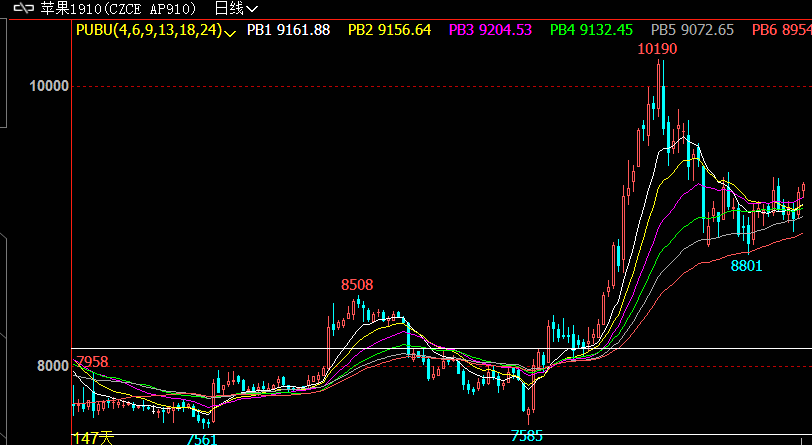 苹果1910(CZCE AP910) 日线
PUBU(4,6,9,13,18,24) PB1 9161.88 PB2 9156.64 PB3 9204.53 PB4 9132.45 PB5 9072.65 PB6 8954
10190
10000
8801
8508
7958
8000
147天
7561
7585